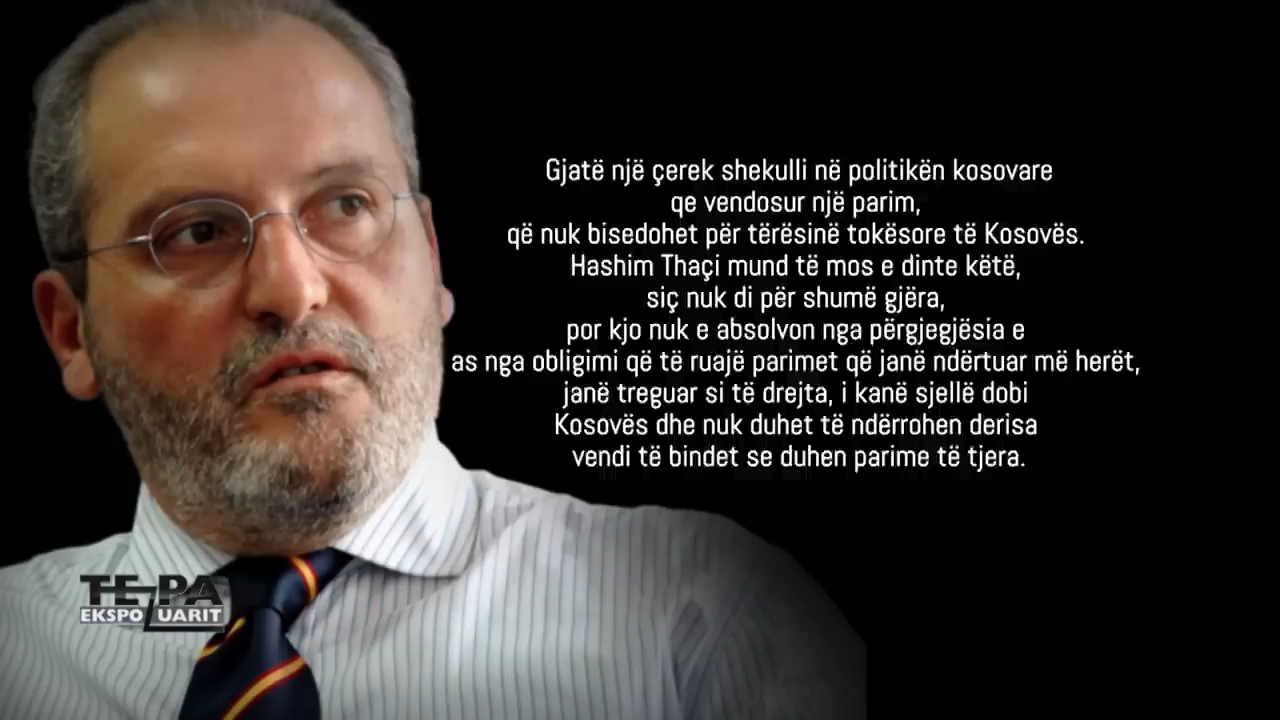 Gjatë një çerek shekulli në politikën kosovare
qe vendosur një parim,
që nuk bisedohet për tërësinë tokësore të Kosovës.
Hashim Thaçi mund të mos e dinte këtë,
siç nuk di për shumë gjëra,
por kjo nuk e absolvon nga përgjegjësia e
as nga obligimi që të ruajë parimet që janë ndërtuar më herët,
janë treguar si të drejta, i kanë sjellë dobi
Kosovës dhe nuk duhet të ndërrohen derisa
vendi të bindet se duhen parime të tjera.
TE PA
EKSPOZUARIT